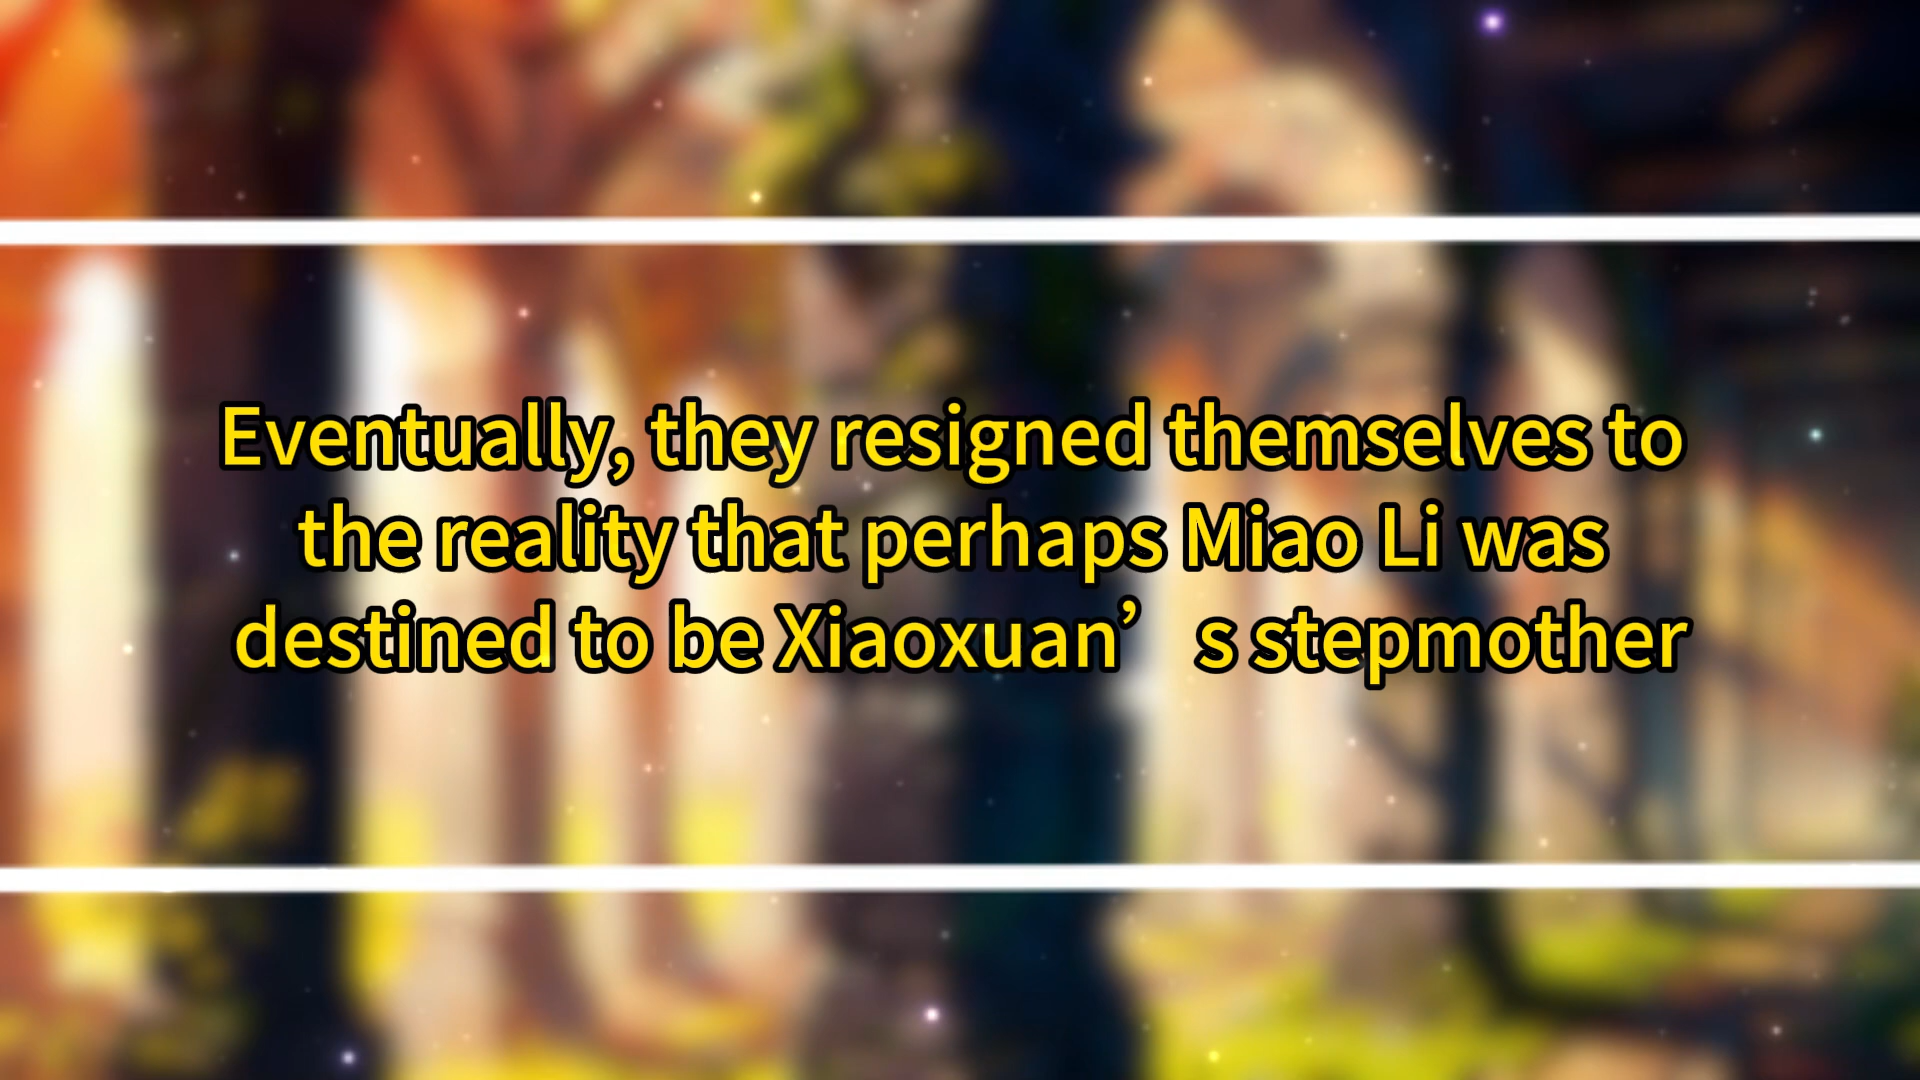 Eventually, they resigned themselves to
the reality that perhaps Miao Li was
destined to be Xiaoxuan’ s stepmother